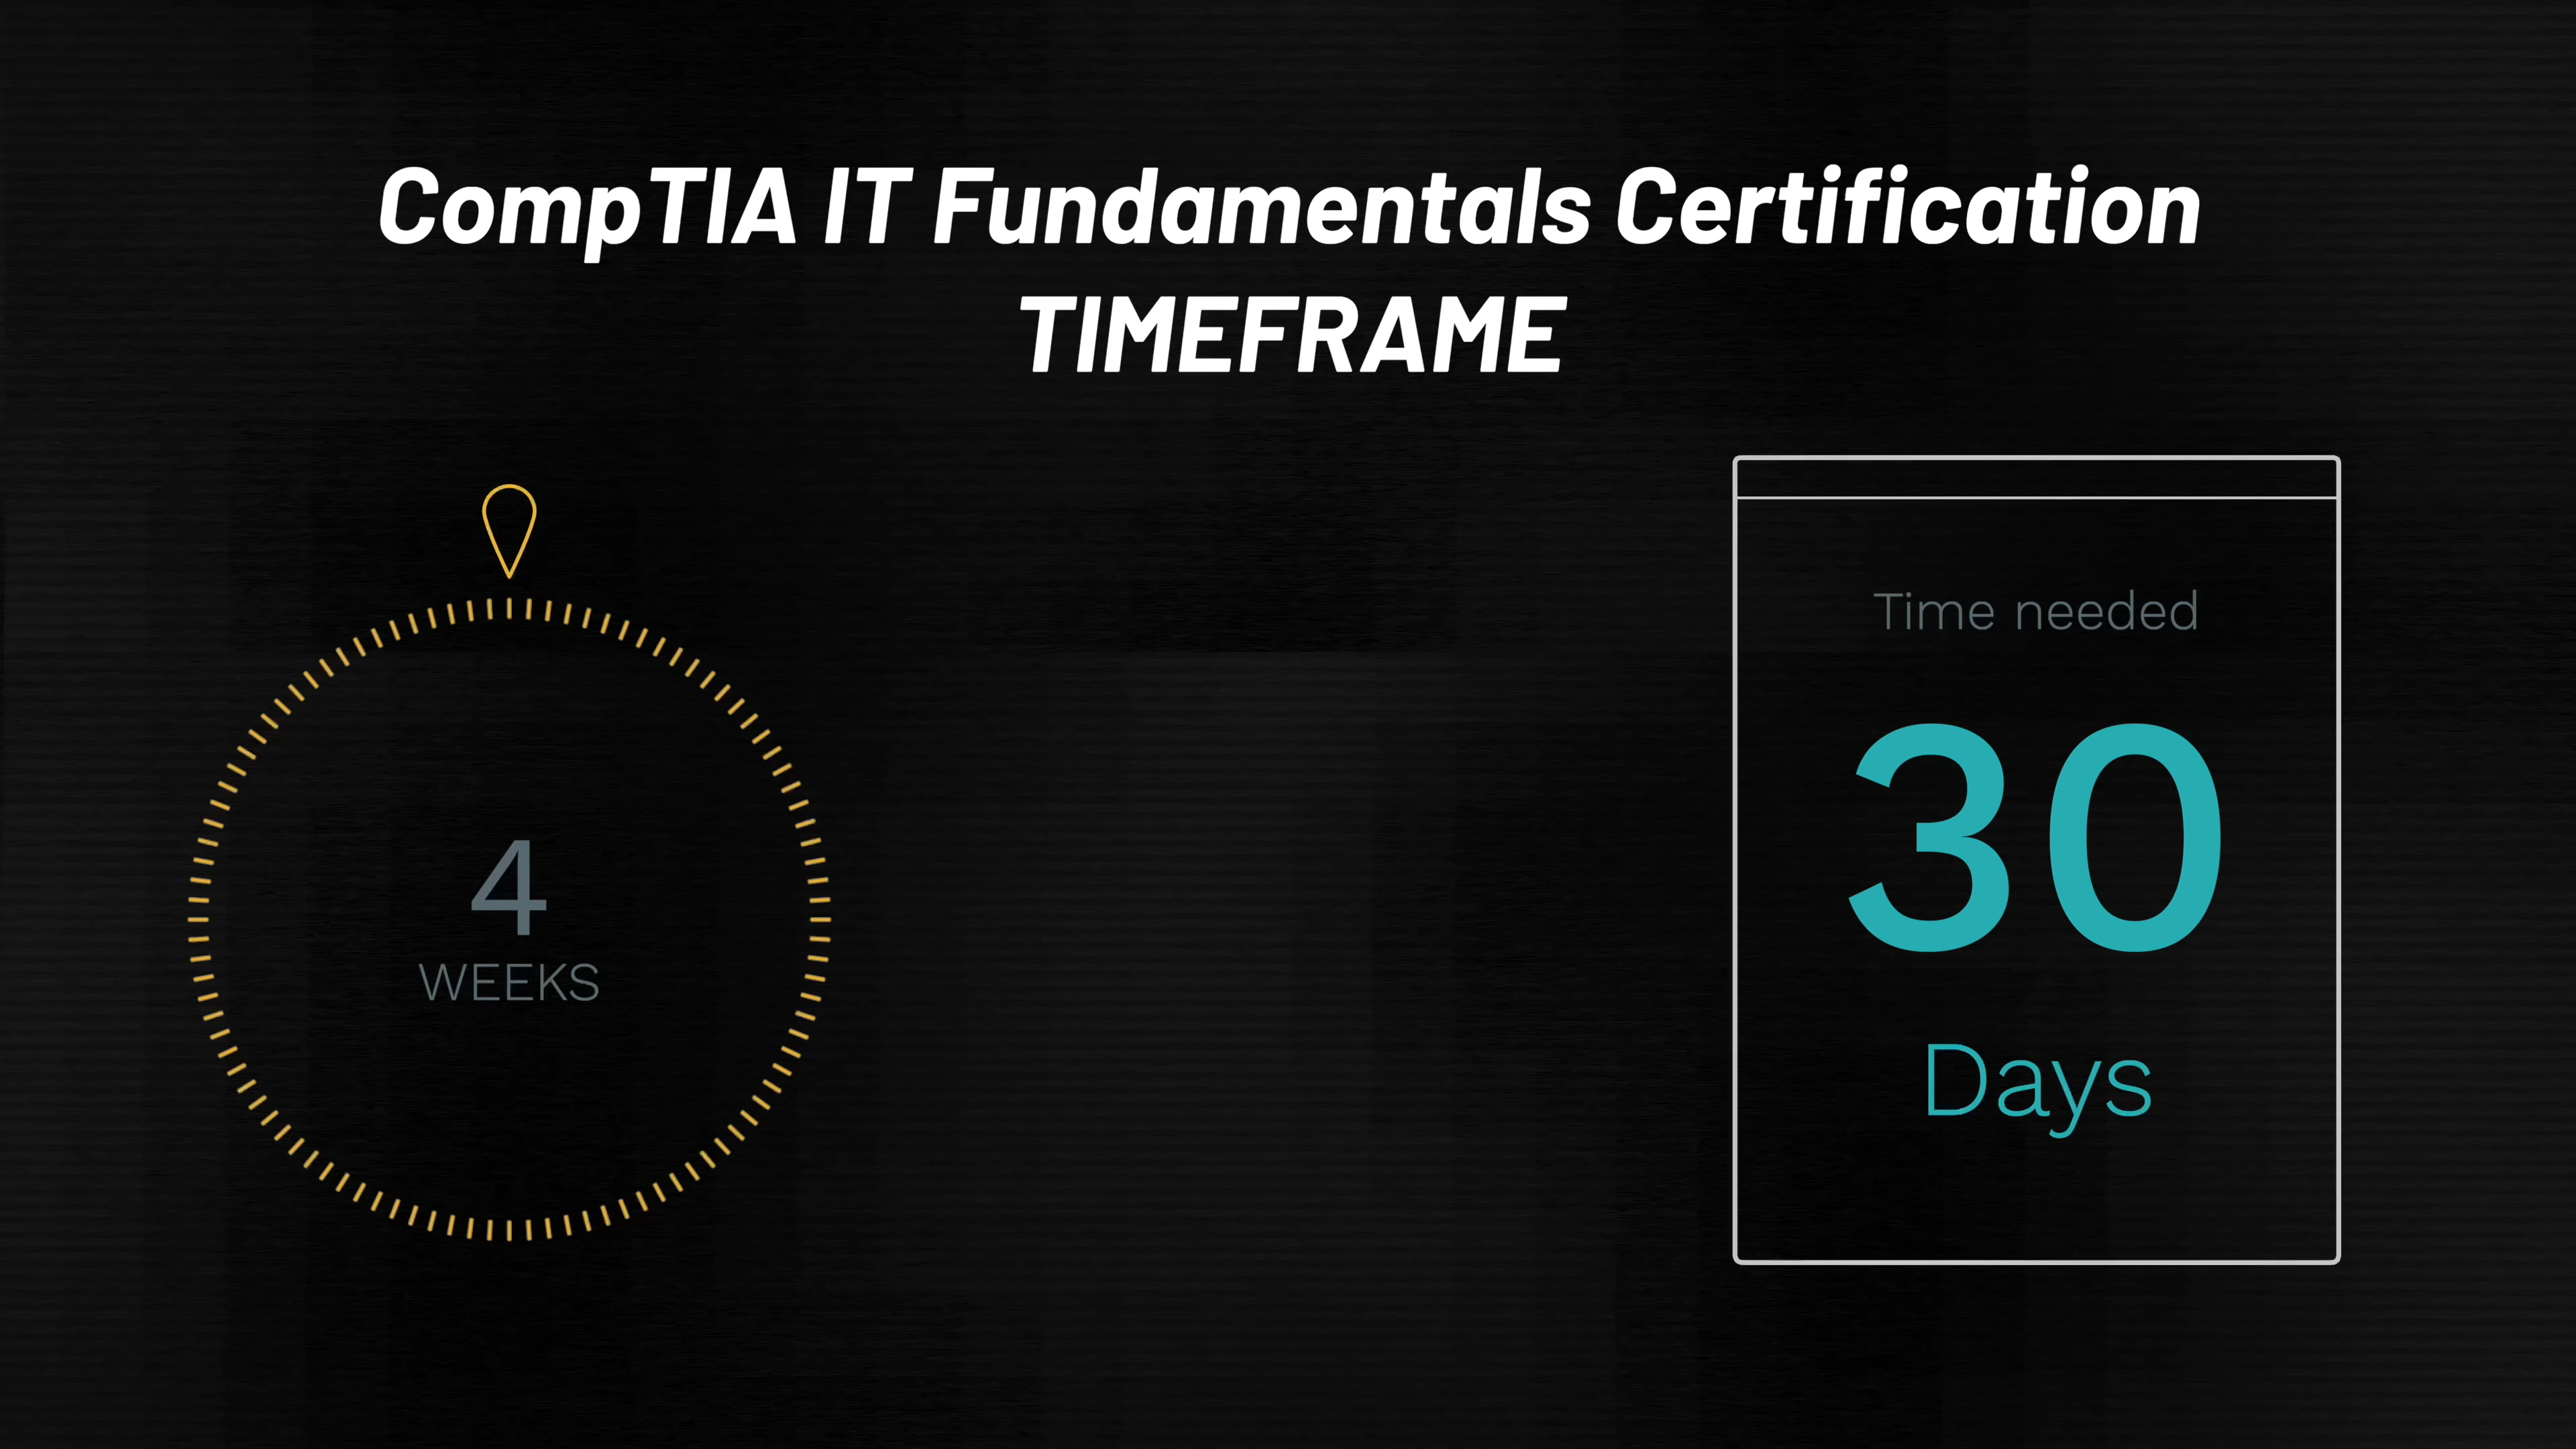 CompTIA IT Fundamentals Certification
TIMEFRAME
4
WEEKS
Time needed
30
Days